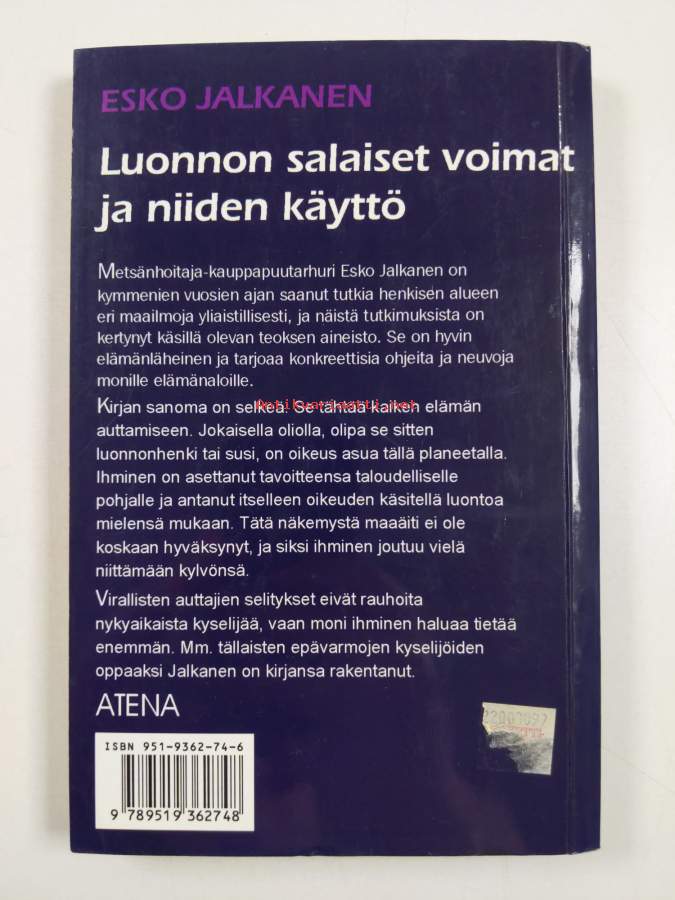 ESKO JALKANEN
Luonnon salaiset voimat
ja niiden käyttö
Metsänhoitaja-kauppapuutarhuri Esko Jalkanen on
kymmenien vuosien ajan saanut tutkia henkisen alueen
eri maailmoja yliaistillisesti, ja näistä tutkimuksista on
kertynyt käsillä olevan teoksen aineisto. Se on hyvin
elämänläheinen ja tarjoaa konkreettisia ohjeita ja neuvoja
monille elämänaloille.
Antikvariaatti.net
Kirjan sanoma on selkeä. Se tähtää kaiken elämän
auttamiseen. Jokaisella oliolla, olipa se sitten
luonnonhenki tai susi, on oikeus asua tällä planeetalla.
Ihminen on asettanut tavoitteensa taloudelliselle
pohjalle ja antanut itselleen oikeuden käsitellä luontoa
mielensä mukaan. Tätä näkemystä maaäiti ei ole
koskaan hyväksynyt, ja siksi ihminen joutuu vielä
niittämään kylvönsä.
Virallisten auttajien selitykset eivät rauhoita
nykyaikaista kyselijää, vaan moni ihminen haluaa tietää
enemmän. Mm. tällaisten epävarmojen kyselijöiden
oppaaksi Jalkanen on kirjansa rakentanut.
ATENA
ISBN 951-9362-74-6
9 789519 362748